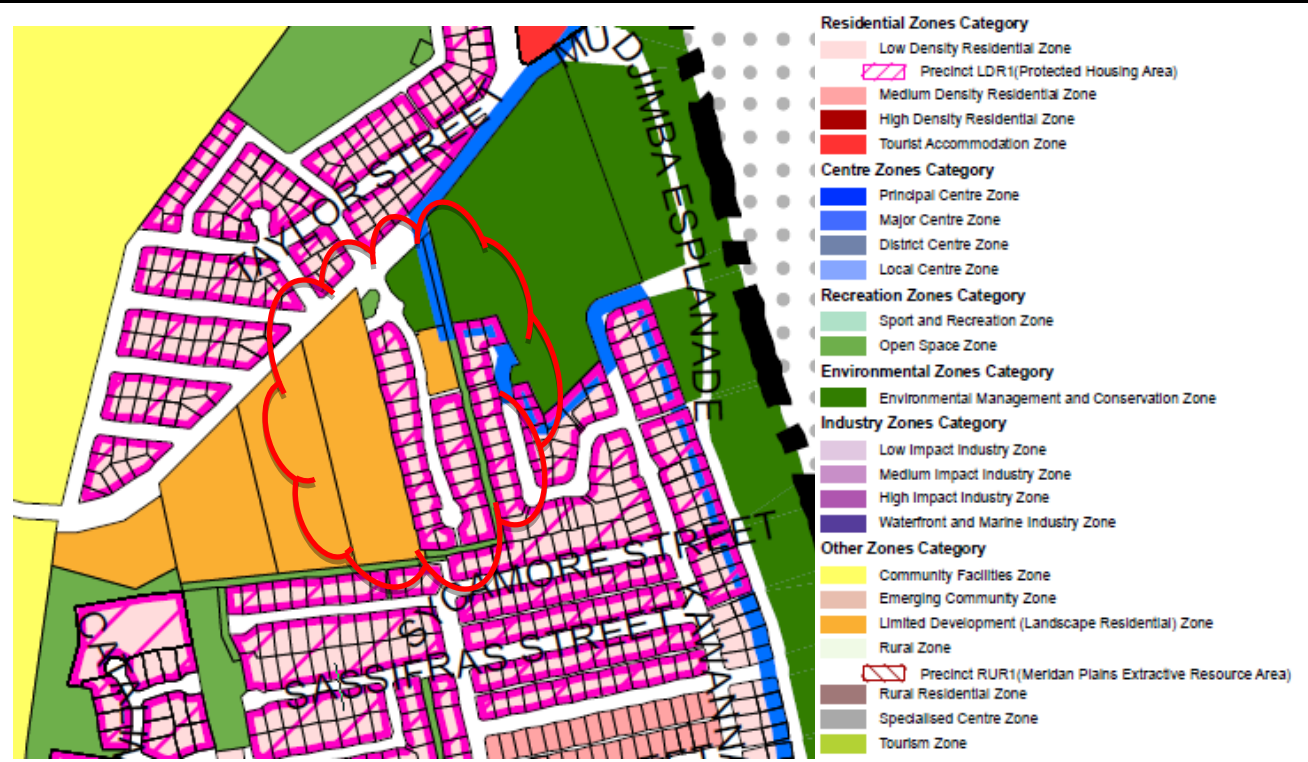 MUDJIMBA ESPLANADE
TAYLOR STREET
SYCAMORE STREET
SASSIFRAS STREET
Residential Zones Category
Low Density Residential Zone
Precinct LDR1(Protected Housing Area)
Medium Density Residential Zone
High Density Residential Zone
Tourist Accommodation Zone
Centre Zones Category
Principal Centre Zone
Major Centre Zone
District Centre Zone
Local Centre Zone
Recreation Zones Category
Sport and Recreation Zone
Open Space Zone
Environmental Zones Category
Environmental Management and Conservation Zone
Industry Zones Category
Low Impact Industry Zone
Medium Impact Industry Zone
High Impact Industry Zone
Waterfront and Marine Industry Zone
Other Zones Category
Community Facilities Zone
Emerging Community Zone
Limited Development (Landscape Residential) Zone
Rural Zone
Precinct RUR1(Meridan Plains Extractive Resource Area)
Rural Residential Zone
Specialised Centre Zone
Tourism Zone